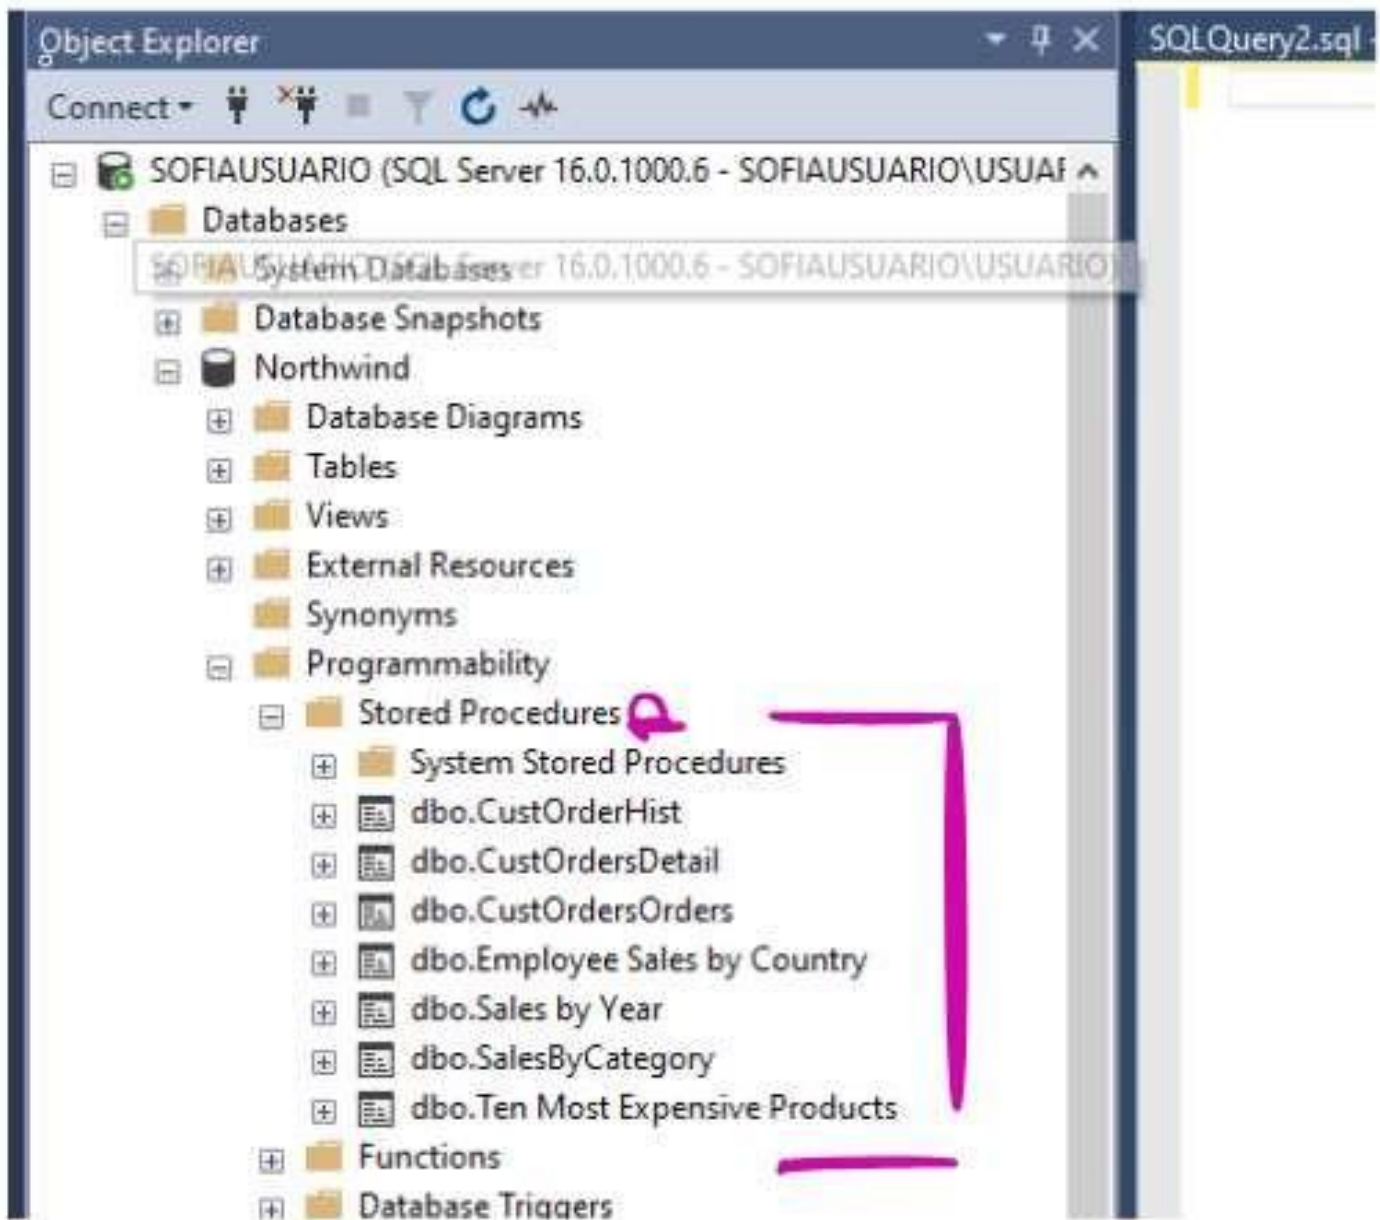 Object Explorer
SQLQuery2.sql
Connect
SOFIAUSUARIO (SQL Server 16.0.1000.6 - SOFIAUSUARIO\USUAR
Databases
System Databases
SOFIAUSUARIO (SQL Server 16.0.1000.6 - SOFIAUSUARIO\USUARIO)
Database Snapshots
Northwind
Database Diagrams
Tables
Views
External Resources
Synonyms
Programmability
Stored Procedures
System Stored Procedures
dbo.CustOrderHist
dbo.CustOrdersDetail
dbo.CustOrdersOrders
dbo.Employee Sales by Country
dbo.Sales by Year
dbo.SalesByCategory
dbo.Ten Most Expensive Products
Functions
Database Triggers